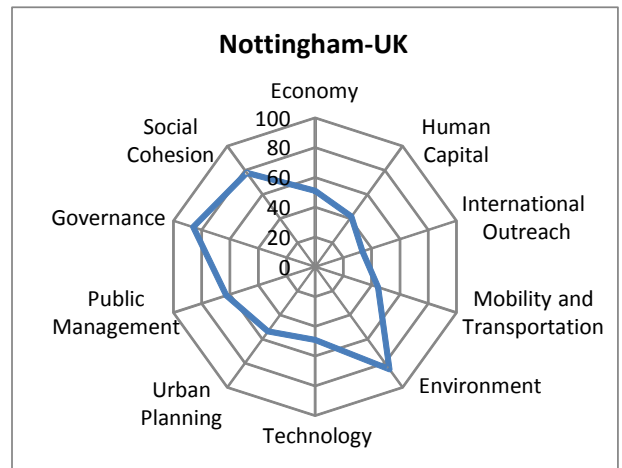 Nottingham-UK
Economy
Human
Capital
International
Outreach
Mobility and
Transportation
Environment
Technology
Urban
Planning
Public
Management
Governance
Social
Cohesion
100
80
60
40
20
0